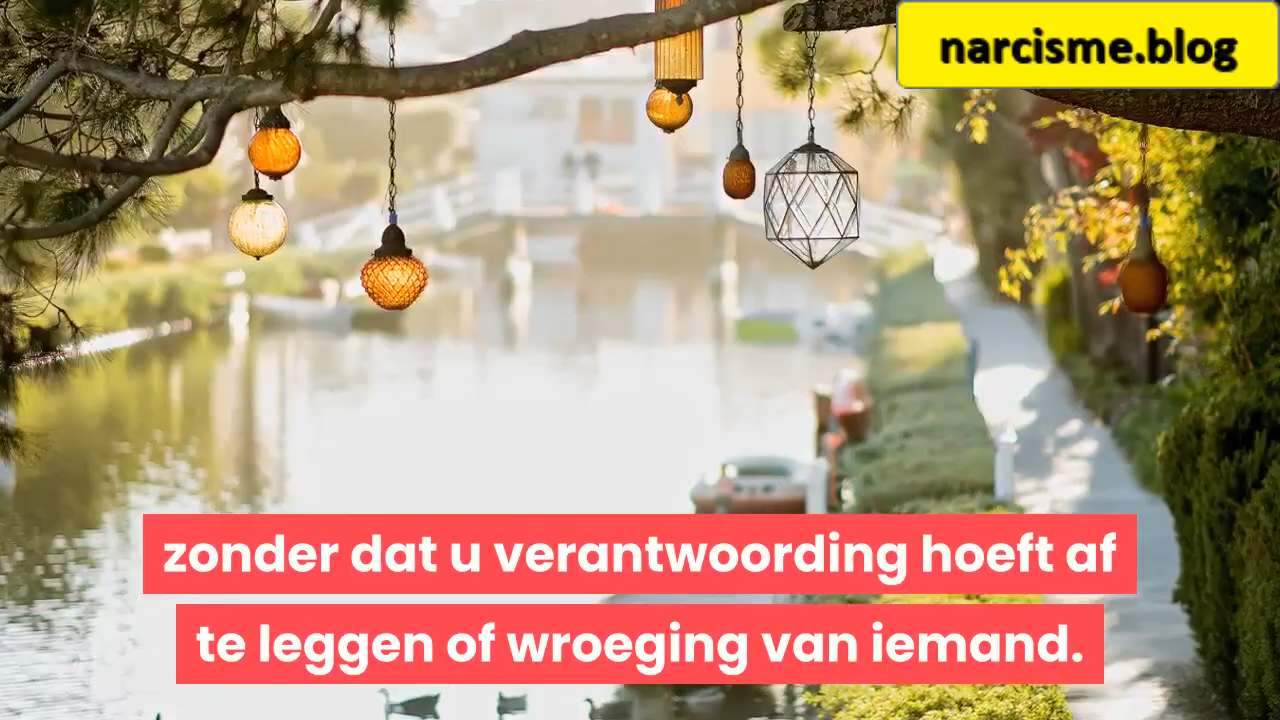 narcisme.blog
zonder dat u verantwoording hoeft af
te leggen of wroeging van iemand.